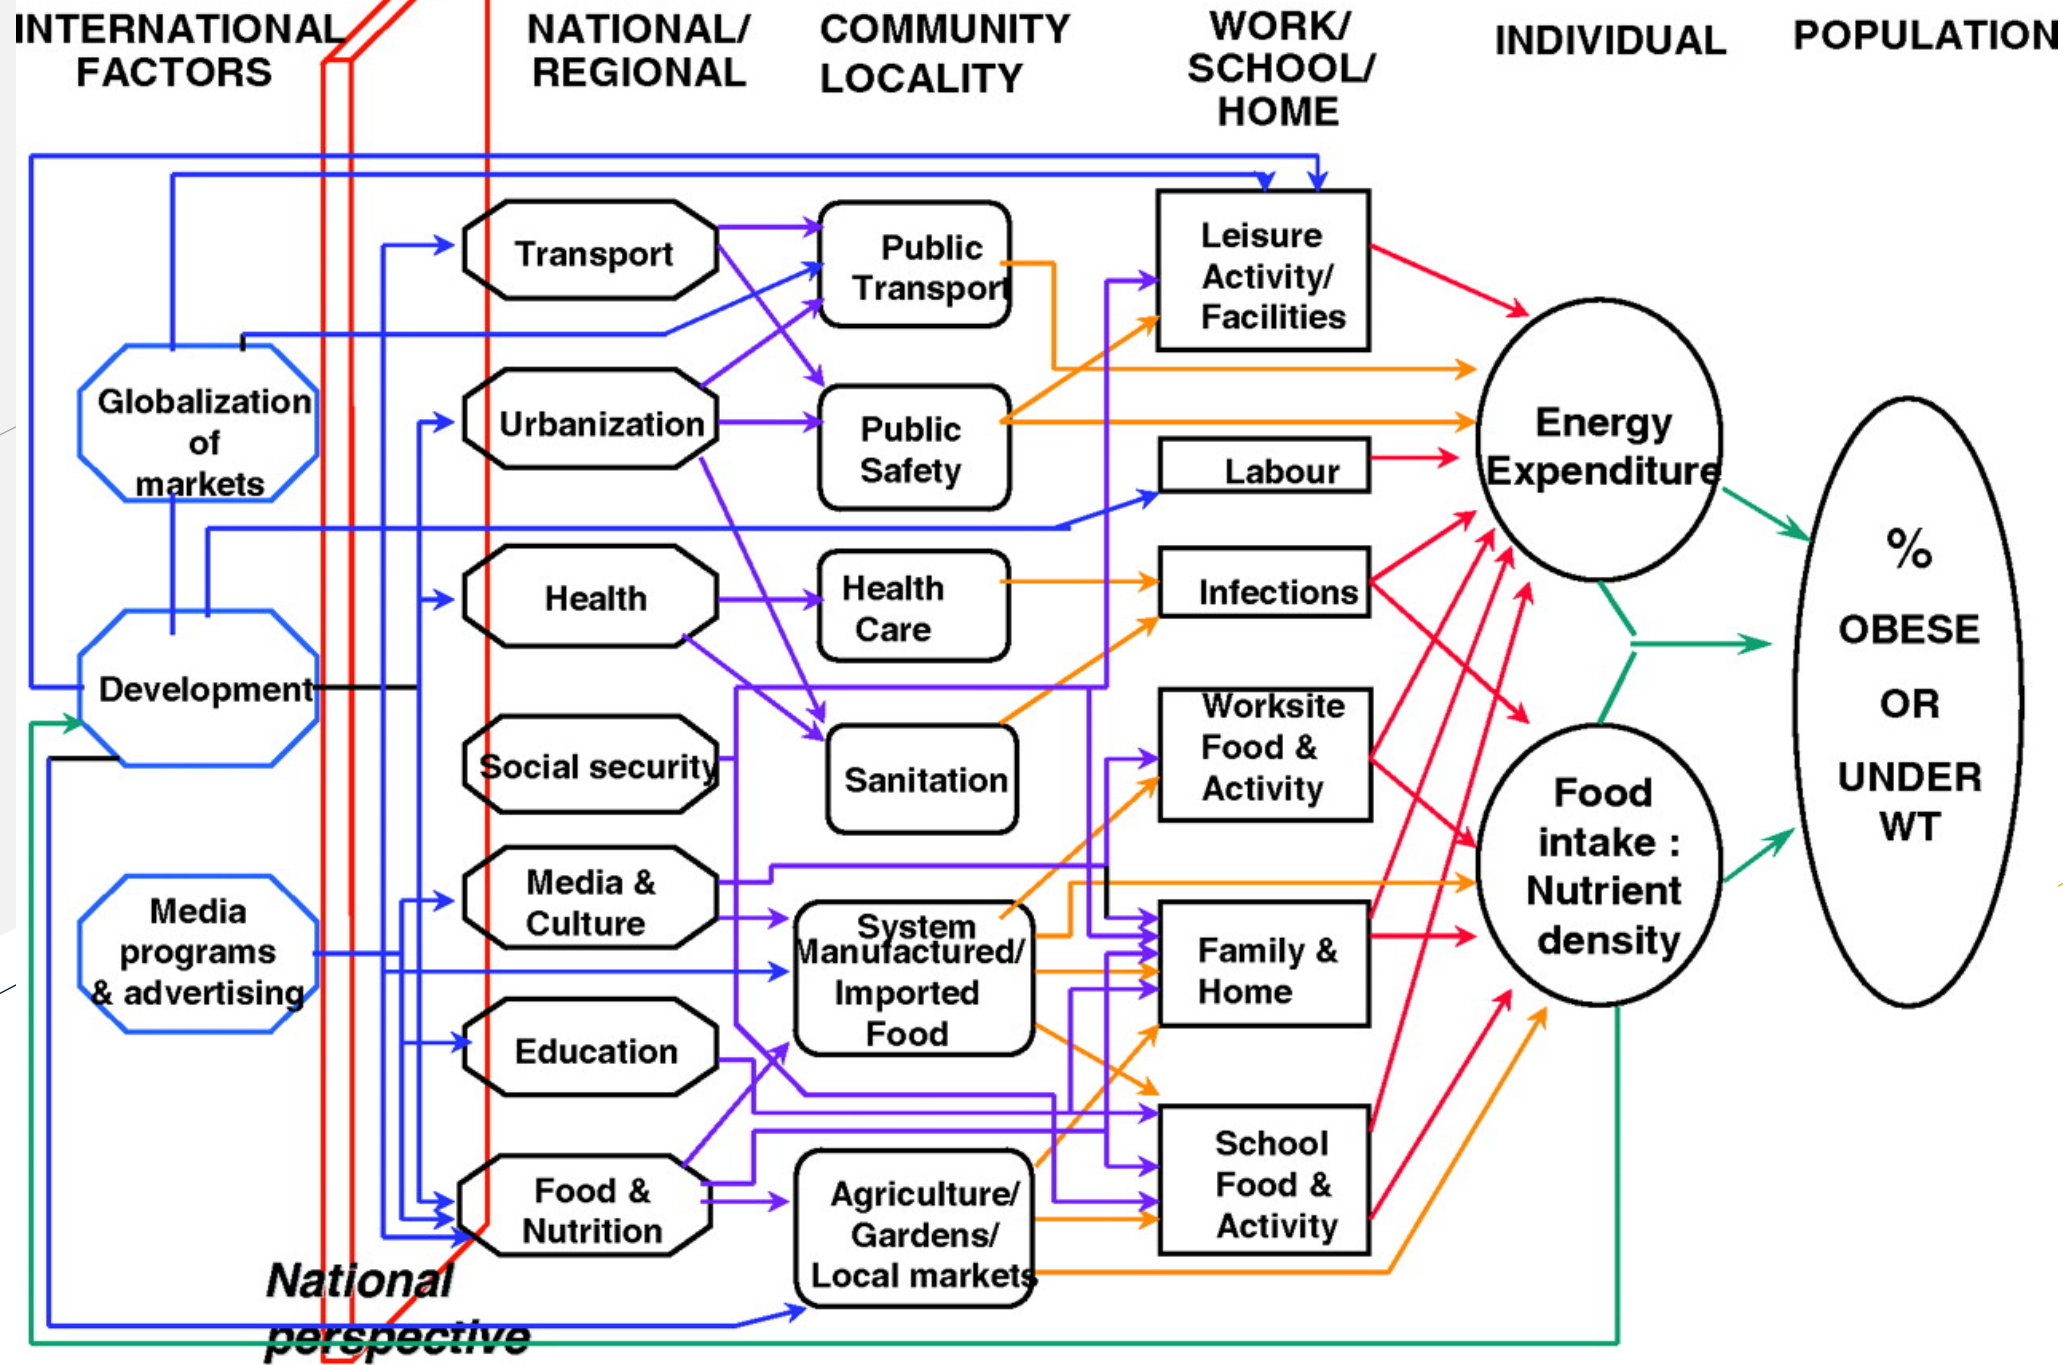 INTERNATIONAL
FACTORS
NATIONAL/
REGIONAL
COMMUNITY
LOCALITY
WORK/
SCHOOL/
HOME
INDIVIDUAL
POPULATION
Globalization
of
markets
Development
Media
programs
& advertising
Transport
Urbanization
Health
Social security
Media &
Culture
Education
Food &
Nutrition
Public
Transport
Public
Safety
Health
Care
Sanitation
System
Manufactured/
Imported
Food
Agriculture/
Gardens/
Local markets
Leisure
Activity/
Facilities
Labour
Infections
Worksite
Food &
Activity
Family &
Home
School
Food &
Activity
Energy
Expenditure
Food
intake :
Nutrient
density
%
OBESE
OR
UNDER
WT
National
perspective